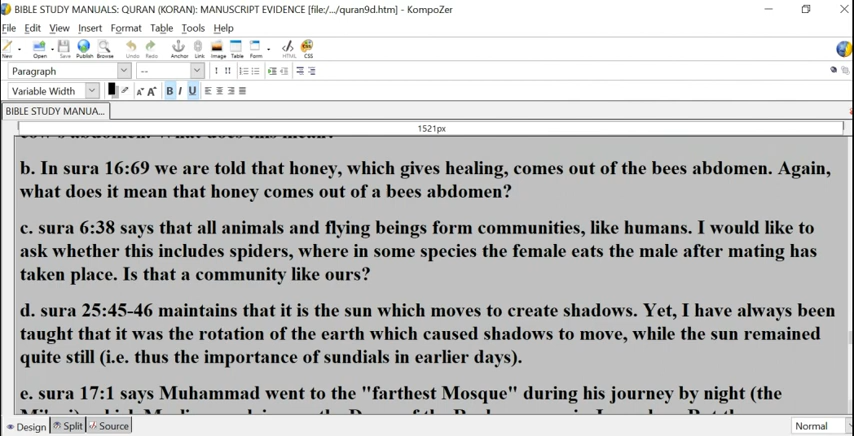 BIBLE STUDY MANUALS: QURAN (KORAN): MANUSCRIPT EVIDENCE [file:/.../quran9d.htm] - KompoZer
File Edit View Insert Format Table Tools Help
New Open Save Publish Browse Undo Redo Anchor Link Image Table Form HTML CSS
Paragraph --
Variable Width A A B I U
BIBLE STUDY MANUA...
1521px
b. In sura 16:69 we are told that honey, which gives healing, comes out of the bees abdomen. Again,
what does it mean that honey comes out of a bees abdomen?
c. sura 6:38 says that all animals and flying beings form communities, like humans. I would like to
ask whether this includes spiders, where in some species the female eats the male after mating has
taken place. Is that a community like ours?
d. sura 25:45-46 maintains that it is the sun which moves to create shadows. Yet, I have always been
taught that it was the rotation of the earth which caused shadows to move, while the sun remained
quite still (i.e. thus the importance of sundials in earlier days).
e. sura 17:1 says Muhammad went to the "farthest Mosque" during his journey by night (the
Design Split Source Normal